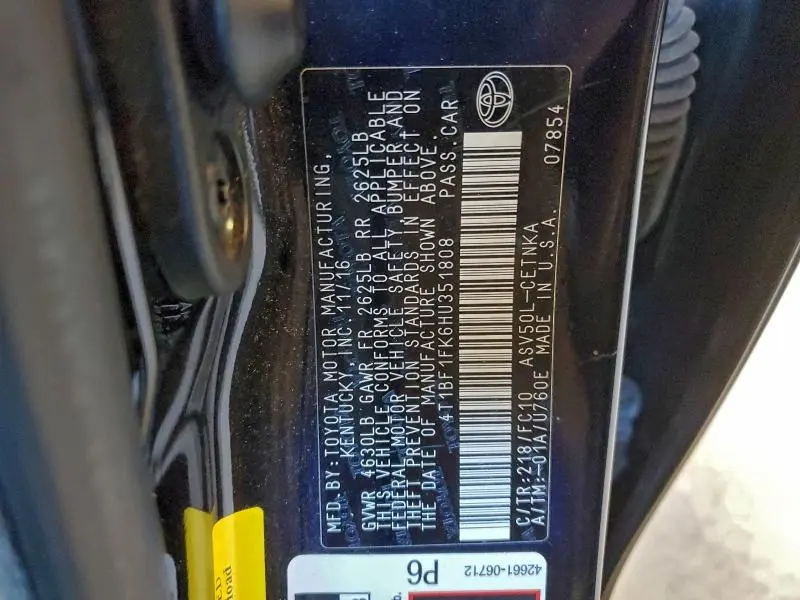 MFD. BY: TOYOTA MOTOR MANUFACTURING,
KENTUCKY, INC. 11/16
GVWR 4630LB GAWR FR 2625LB RR 2625LB
THIS VEHICLE CONFORMS TO ALL APPLICABLE
FEDERAL MOTOR VEHICLE SAFETY, BUMPER AND
THEFT PREVENTION STANDARDS IN EFFECT ON
THE DATE OF MANUFACTURE SHOWN ABOVE.
4T1BF1FK6HU351808 PASS.CAR
C/TR:218/FC10 ASV50L-CETNKA
A/TM:-01A/U760E MADE IN U.S.A. 07854
42661-06712
P6